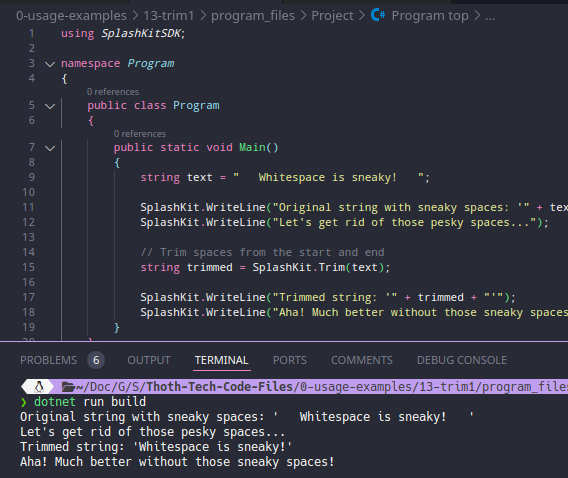 0-usage-examples > 13-trim1 > program_files > Project > C# Program top > ...
1 using SplashKitSDK;
2
3 namespace Program
4 {
0 references
5 public class Program
6 {
0 references
7 public static void Main()
8 {
9 string text = "   Whitespace is sneaky!   ";
10
11 SplashKit.WriteLine("Original string with sneaky spaces: '" + tex
12 SplashKit.WriteLine("Let's get rid of those pesky spaces...");
13
14 // Trim spaces from the start and end
15 string trimmed = SplashKit.Trim(text);
16
17 SplashKit.WriteLine("Trimmed string: '" + trimmed + "'");
18 SplashKit.WriteLine("Aha! Much better without those sneaky spaces
19 }
PROBLEMS 6 OUTPUT TERMINAL PORTS COMMENTS DEBUG CONSOLE
~/Doc/G/S/Thoth-Tech-Code-Files/0-usage-examples/13-trim1/program_files
❯ dotnet run build
Original string with sneaky spaces: '   Whitespace is sneaky!   '
Let's get rid of those pesky spaces...
Trimmed string: 'Whitespace is sneaky!'
Aha! Much better without those sneaky spaces!